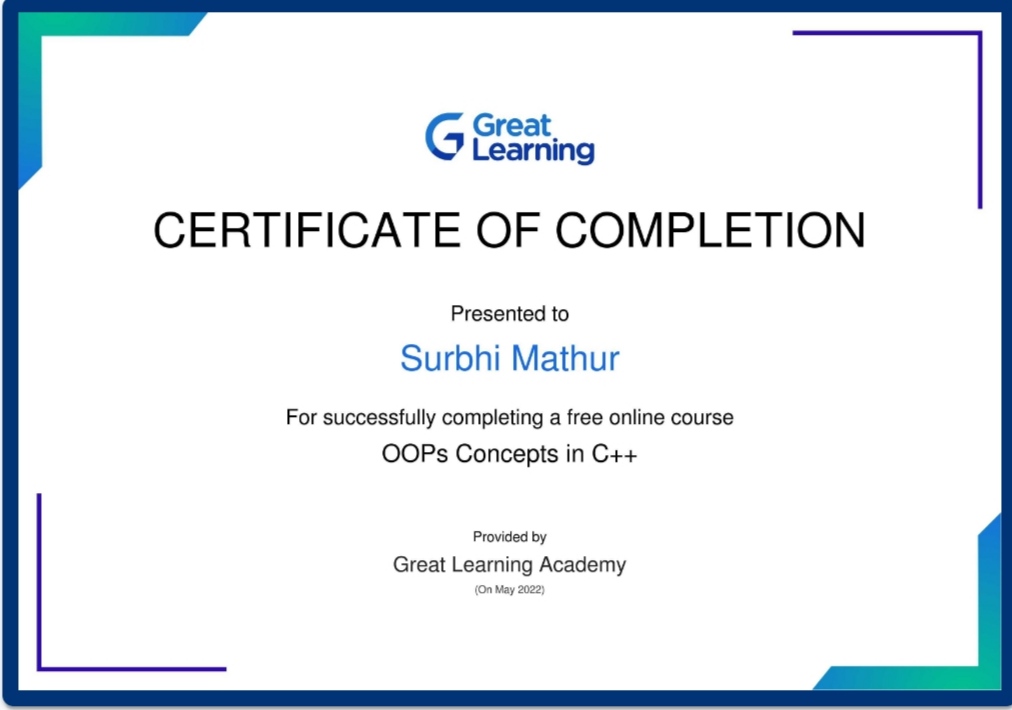 Great
Learning
CERTIFICATE OF COMPLETION
Presented to
Surbhi Mathur
For successfully completing a free online course
OOPs Concepts in C++
Provided by
Great Learning Academy
(On May 2022)